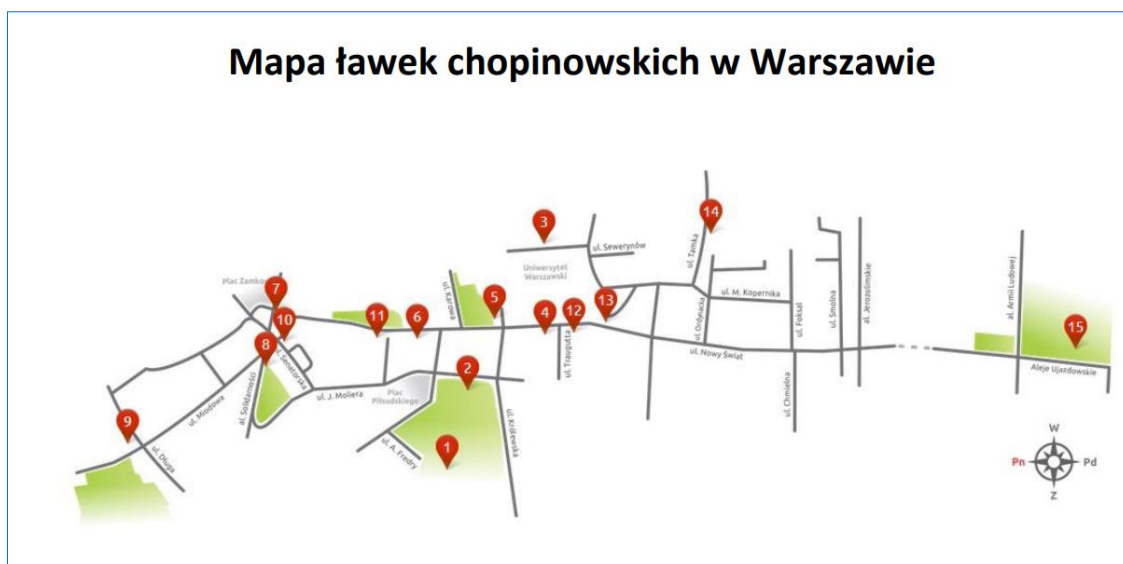 Mapa ławek chopinowskich w Warszawie
14
3
ul. Sewerynów
ul. Tamka
Uniwersytet
Warszawski
al. Armii Ludowej
al. Jerozolimskie
ul. Smolna
ul. Foksal
ul. M. Kopernika
ul. Ordynacka
Plac Zamkowy
7
ul. Karowa
5
13
11
6
4
12
10
15
8
ul. Senatorska
ul. Traugutta
ul. Nowy Świat
Aleje Ujazdowskie
2
ul. J. Moliera
Plac
Piłsudskiego
al. Solidarności
ul. Miodowa
ul. Chmielna
ul. Królewska
9
ul. Długa
1
ul. A. Fredry
W
Pn
Pd
Z